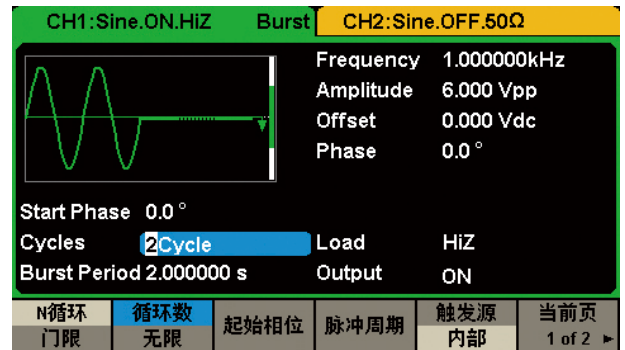 CH1:Sine.ON.HiZ Burst CH2:Sine.OFF.50Ω
Frequency 1.000000kHz
Amplitude 6.000 Vpp
Offset 0.000 Vdc
Phase 0.0 °
Start Phase 0.0 °
Cycles 2Cycle Load HiZ
Burst Period 2.000000 s Output ON
N循环 循环数 起始相位 脉冲周期 触发源 当前页
门限 无限 内部 1 of 2 ►